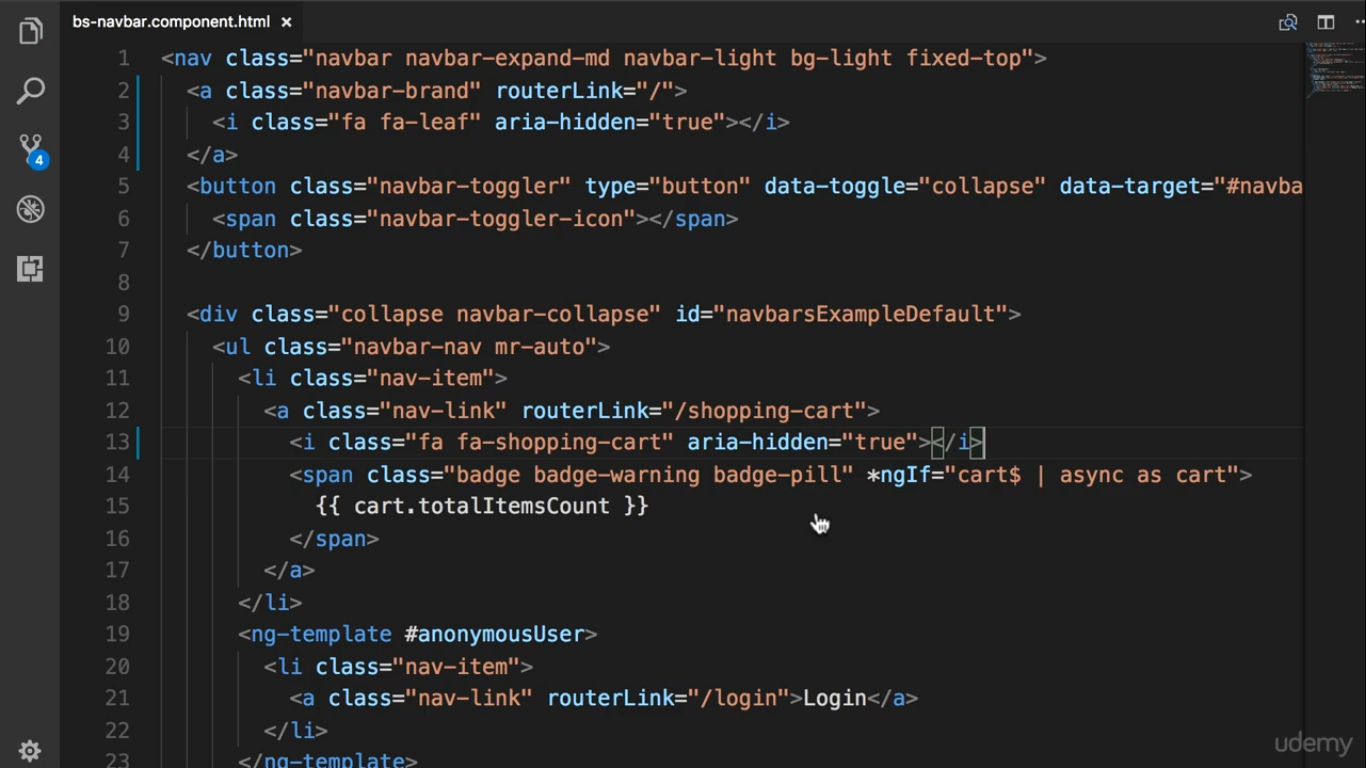 bs-navbar.component.html ×
1 <nav class="navbar navbar-expand-md navbar-light bg-light fixed-top">
2 <a class="navbar-brand" routerLink="/">
3 <i class="fa fa-leaf" aria-hidden="true"></i>
4 </a>
5 <button class="navbar-toggler" type="button" data-toggle="collapse" data-target="#navba
6 <span class="navbar-toggler-icon"></span>
7 </button>
8
9 <div class="collapse navbar-collapse" id="navbarsExampleDefault">
10 <ul class="navbar-nav mr-auto">
11 <li class="nav-item">
12 <a class="nav-link" routerLink="/shopping-cart">
13 <i class="fa fa-shopping-cart" aria-hidden="true"></i>
14 <span class="badge badge-warning badge-pill" *ngIf="cart$ | async as cart">
15 {{ cart.totalItemsCount }}
16 </span>
17 </a>
18 </li>
19 <ng-template #anonymousUser>
20 <li class="nav-item">
21 <a class="nav-link" routerLink="/login">Login</a>
22 </li>
23 </ng-template>
4
udemy